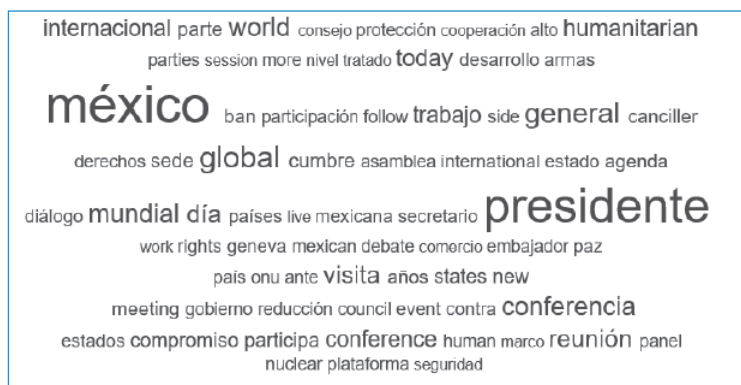 internacional parte world consejo protección cooperación alto humanitarian
parties session more nivel tratado today desarrollo armas
méxico ban participación follow trabajo side general canciller
derechos sede global cumbre asamblea international estado agenda
diálogo mundial día países live mexicana secretario presidente
work rights geneva mexican debate comercio embajador paz
país onu ante visita años states new
meeting gobierno reducción council event contra conferencia
estados compromiso participa conference human marco reunión panel
nuclear plataforma seguridad